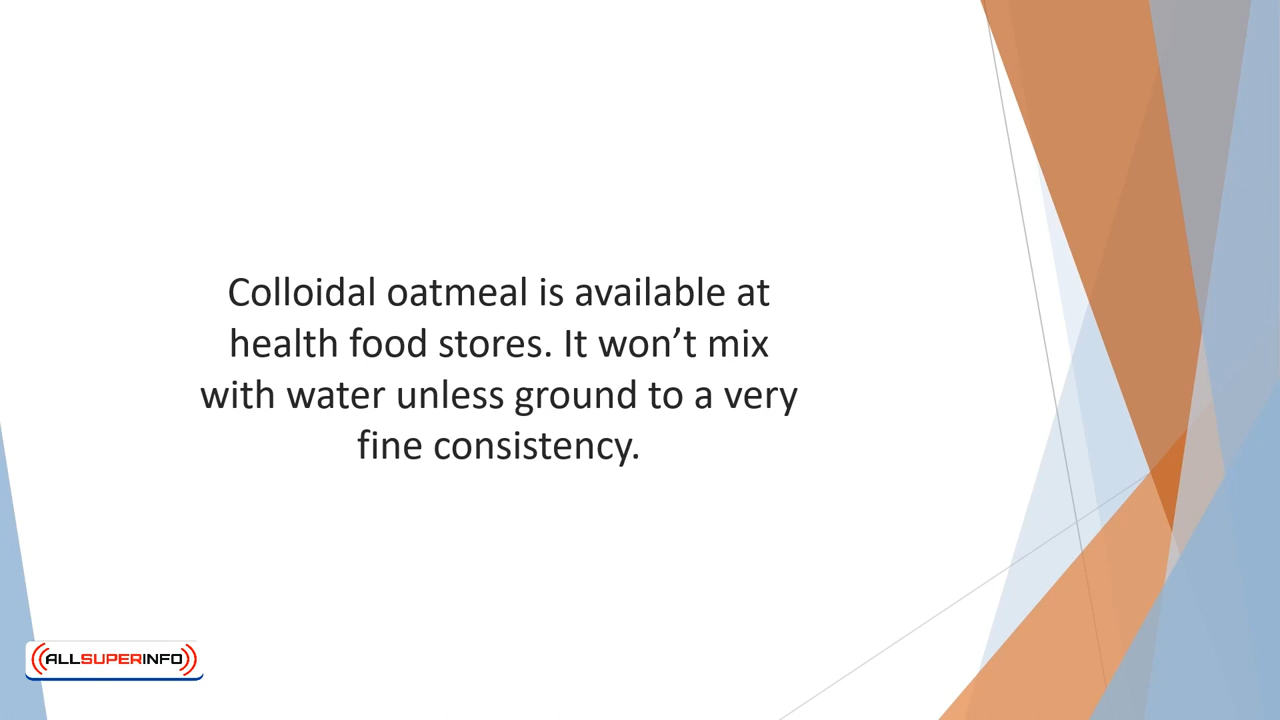 Colloidal oatmeal is available at
health food stores. It won’t mix
with water unless ground to a very
fine consistency.
ALLSUPERINFO